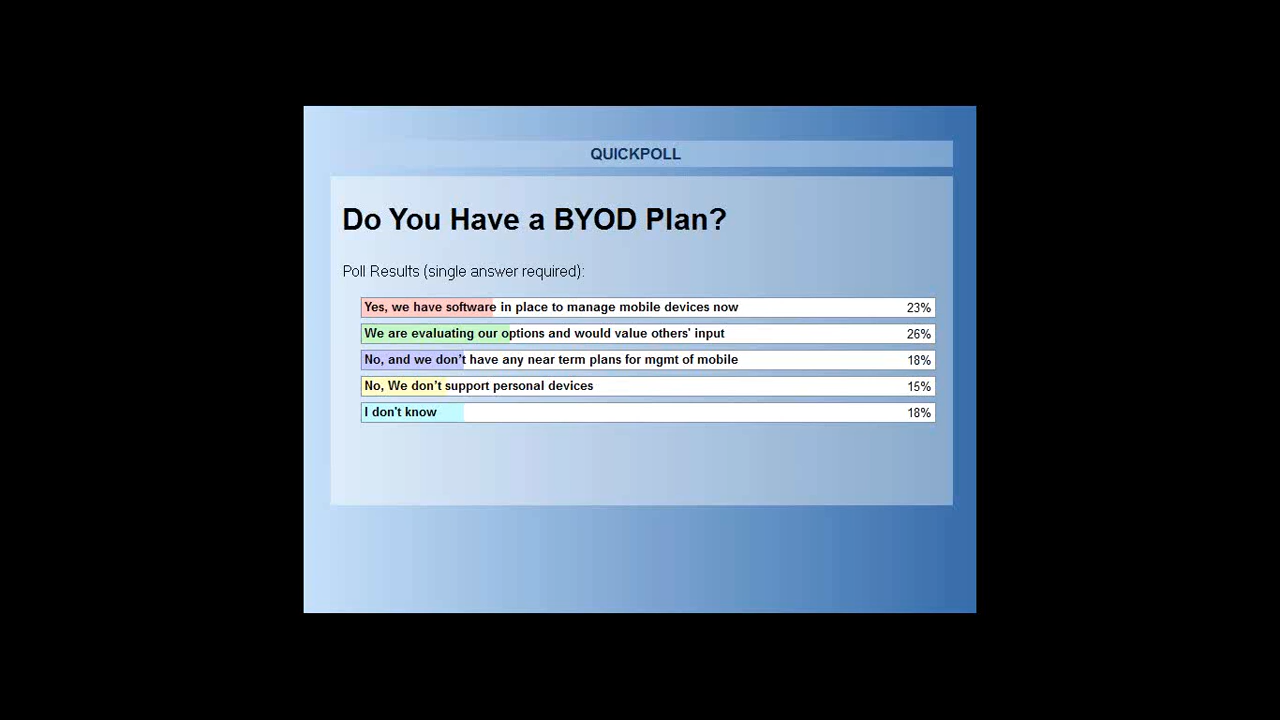 QUICKPOLL
Do You Have a BYOD Plan?
Poll Results (single answer required):
Yes, we have software in place to manage mobile devices now 23%
We are evaluating our options and would value others' input 26%
No, and we don’t have any near term plans for mgmt of mobile 18%
No, We don’t support personal devices 15%
I don't know 18%